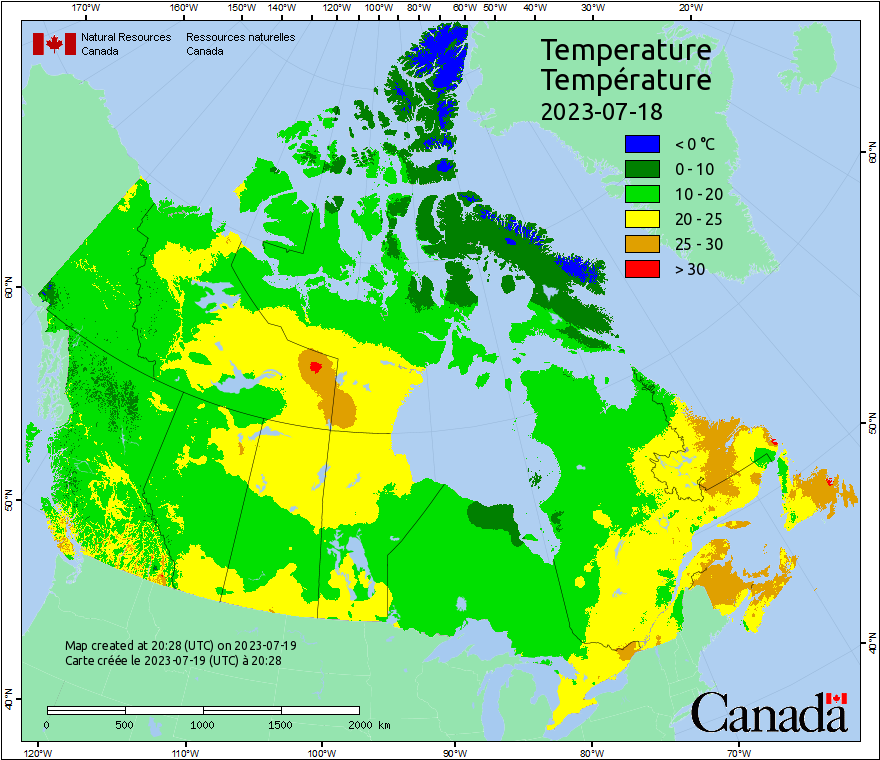 170°W 160°W 150°W 140°W 120°W 100°W 80°W 60°W 50°W 40°W 30°W 20°W
Natural Resources Ressources naturelles
Canada Canada
Temperature
Température
2023-07-18
< 0 °C
0 - 10
10 - 20
20 - 25
25 - 30
> 30
60°N 60°N
50°N 50°N
40°N 40°N
Map created at 20:28 (UTC) on 2023-07-19
Carte créée le 2023-07-19 (UTC) à 20:28
0 500 1000 1500 2000 km
Canada
120°W 110°W 100°W 90°W 80°W 70°W